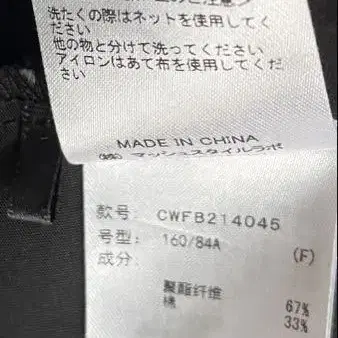 洗たくの際はネットを使用してく
ださい
他の物と分けて洗ってください
アイロンはあて布を使用してくだ
さい
MADE IN CHINA
(株) マッシュスタイルラボ
款号: CWFB214045
号型: 160/84A
成分: (F)
聚酯纤维 67%
33%